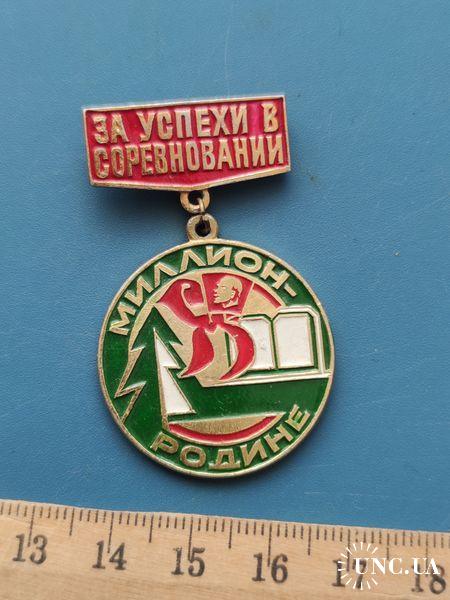 ЗА УСПЕХИ В
СОРЕВНОВАНИИ
МИЛЛИОН-
РОДИНЕ
13 14 15 16 17 18
UNC.UA